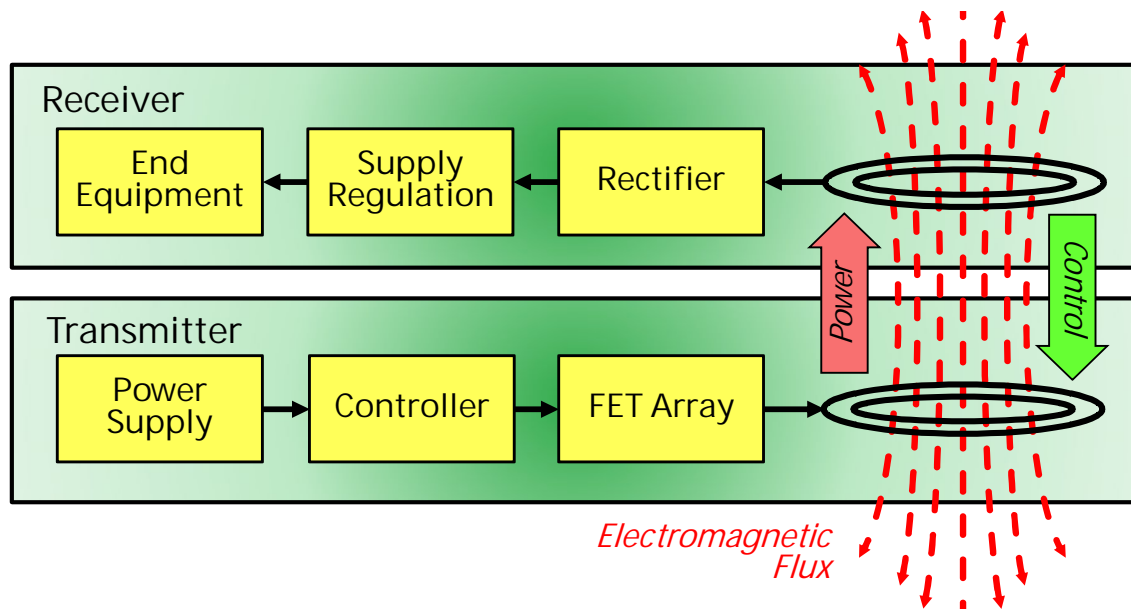 Receiver
End
Equipment
Supply
Regulation
Rectifier
Power
Control
Transmitter
Power
Supply
Controller
FET Array
Electromagnetic
Flux